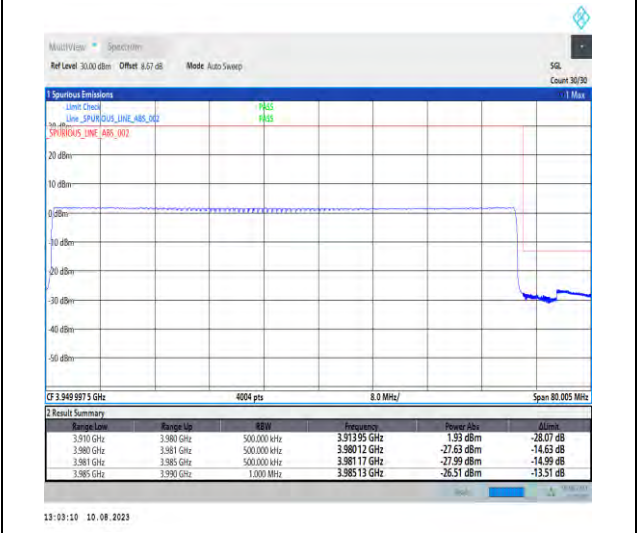 MultiView Spectrum
Ref Level 30.00 dBm Offset 8.67 dB Mode Auto Sweep SGL
Count 30/30
1 Spurious Emissions 1 Max
Limit Check PASS
Line _SPURIOUS_LINE_ABS_002 PASS
_SPURIOUS_LINE_ABS_002
20 dBm
10 dBm
0 dBm
-10 dBm
-20 dBm
-30 dBm
-40 dBm
-50 dBm
CF 3.949 997 5 GHz 4004 pts 8.0 MHz/ Span 80.005 MHz
2 Result Summary
Range Low Range Up RBW Frequency Power Abs ΔLimit
3.910 GHz 3.980 GHz 500.000 kHz 3.913 95 GHz 1.93 dBm -28.07 dB
3.980 GHz 3.981 GHz 500.000 kHz 3.980 12 GHz -27.63 dBm -14.63 dB
3.981 GHz 3.985 GHz 500.000 kHz 3.981 17 GHz -27.99 dBm -14.99 dB
3.985 GHz 3.990 GHz 1.000 MHz 3.985 13 GHz -26.51 dBm -13.51 dB
13:03:10 10.08.2023